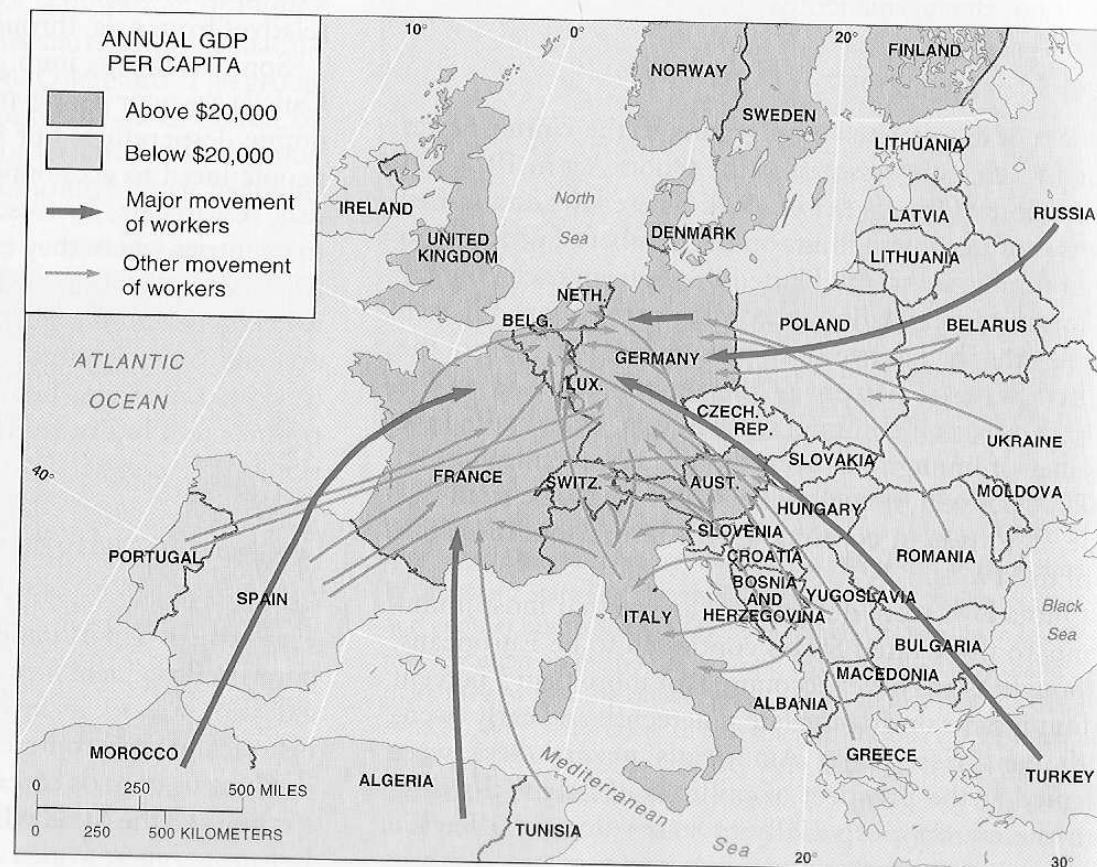 ANNUAL GDP
PER CAPITA
Above $20,000
Below $20,000
Major movement
of workers
Other movement
of workers
10°
0°
20°
FINLAND
NORWAY
SWEDEN
LITHUANIA
IRELAND
North
Sea
LATVIA
RUSSIA
UNITED
KINGDOM
DENMARK
LITHUANIA
NETH.
BELG.
POLAND
BELARUS
GERMANY
ATLANTIC
OCEAN
LUX.
CZECH.
REP.
UKRAINE
SLOVAKIA
40°
FRANCE
SWITZ.
AUST.
HUNGARY
MOLDOVA
SLOVENIA
PORTUGAL
CROATIA
ROMANIA
SPAIN
BOSNIA
AND
HERZEGOVINA
YUGOSLAVIA
ITALY
Black
Sea
BULGARIA
MACEDONIA
ALBANIA
MOROCCO
GREECE
ALGERIA
TURKEY
0 250 500 MILES
0 250 500 KILOMETERS
TUNISIA
Mediterranean
Sea
20°
30°